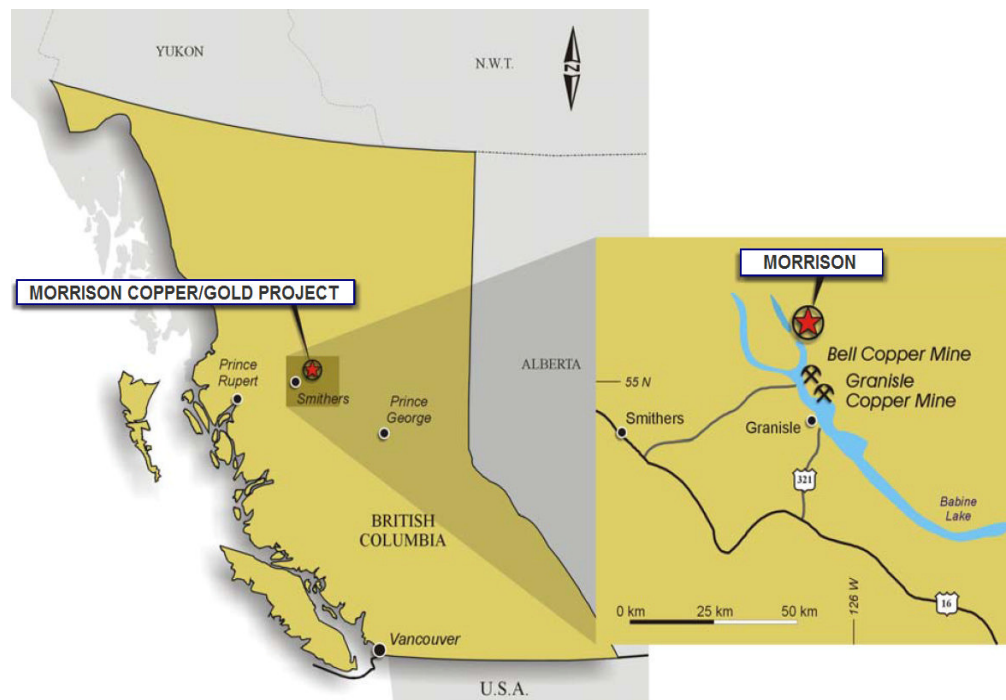 YUKON
N.W.T.
N
MORRISON COPPER/GOLD PROJECT
Prince
Rupert
Smithers
Prince
George
ALBERTA
BRITISH
COLUMBIA
Vancouver
U.S.A.
MORRISON
Bell Copper Mine
Granisle
Copper Mine
55 N
Smithers
Granisle
321
Babine
Lake
0 km
25 km
50 km
126 W
16